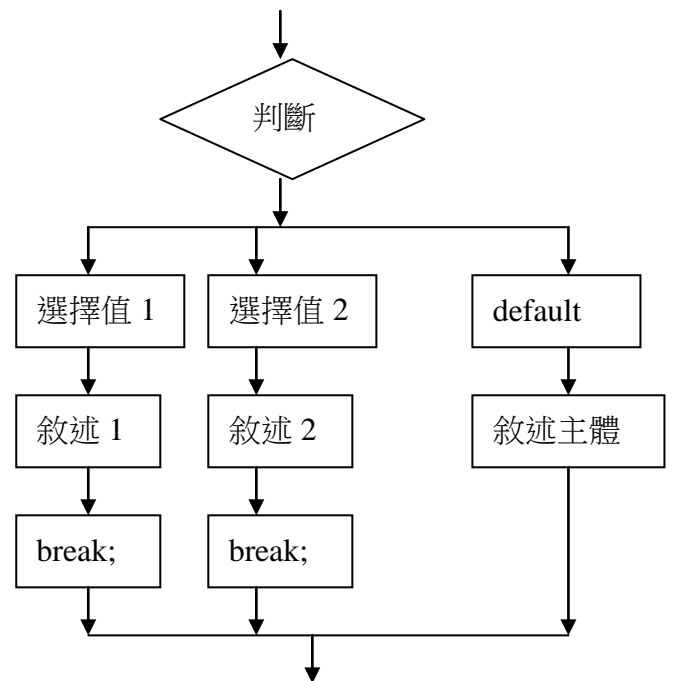 判斷
選擇值 1
選擇值 2
default
敘述 1
敘述 2
敘述主體
break;
break;